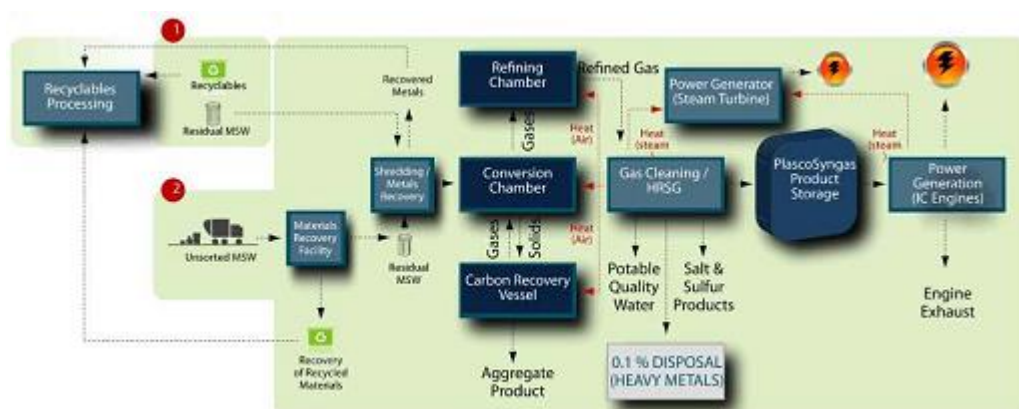 1
Recyclables
Processing
Recyclables
Residual MSW
Recovered
Metals
2
Unsorted MSW
Materials
Recovery
Facility
Recovery
of Recycled
Materials
Shredding /
Metals
Recovery
Residual
MSW
Refining
Chamber
Gases
Conversion
Chamber
Gases
Solids
Carbon Recovery
Vessel
Aggregate
Product
Refined Gas
Heat
(Air)
Heat
(Air)
Heat
(steam
Gas Cleaning /
HRSG
Potable
Quality
Water
Salt &
Sulfur
Products
0.1 % DISPOSAL
(HEAVY METALS)
Power Generator
(Steam Turbine)
PlascoSyngas
Product
Storage
Heat
(steam
)
Power
Generation
(IC Engines)
Engine
Exhaust